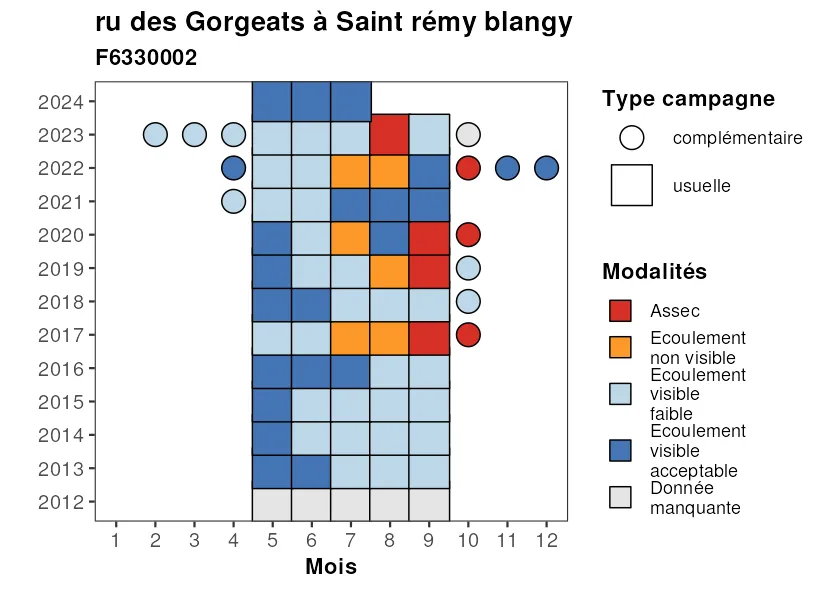 ru des Gorgeats à Saint rémy blangy
F6330002
2024
2023
2022
2021
2020
2019
2018
2017
2016
2015
2014
2013
2012
1 2 3 4 5 6 7 8 9 10 11 12
Mois
Type campagne
complémentaire
usuelle
Modalités
Assec
Ecoulement
non visible
Ecoulement
visible
faible
Ecoulement
visible
acceptable
Donnée
manquante